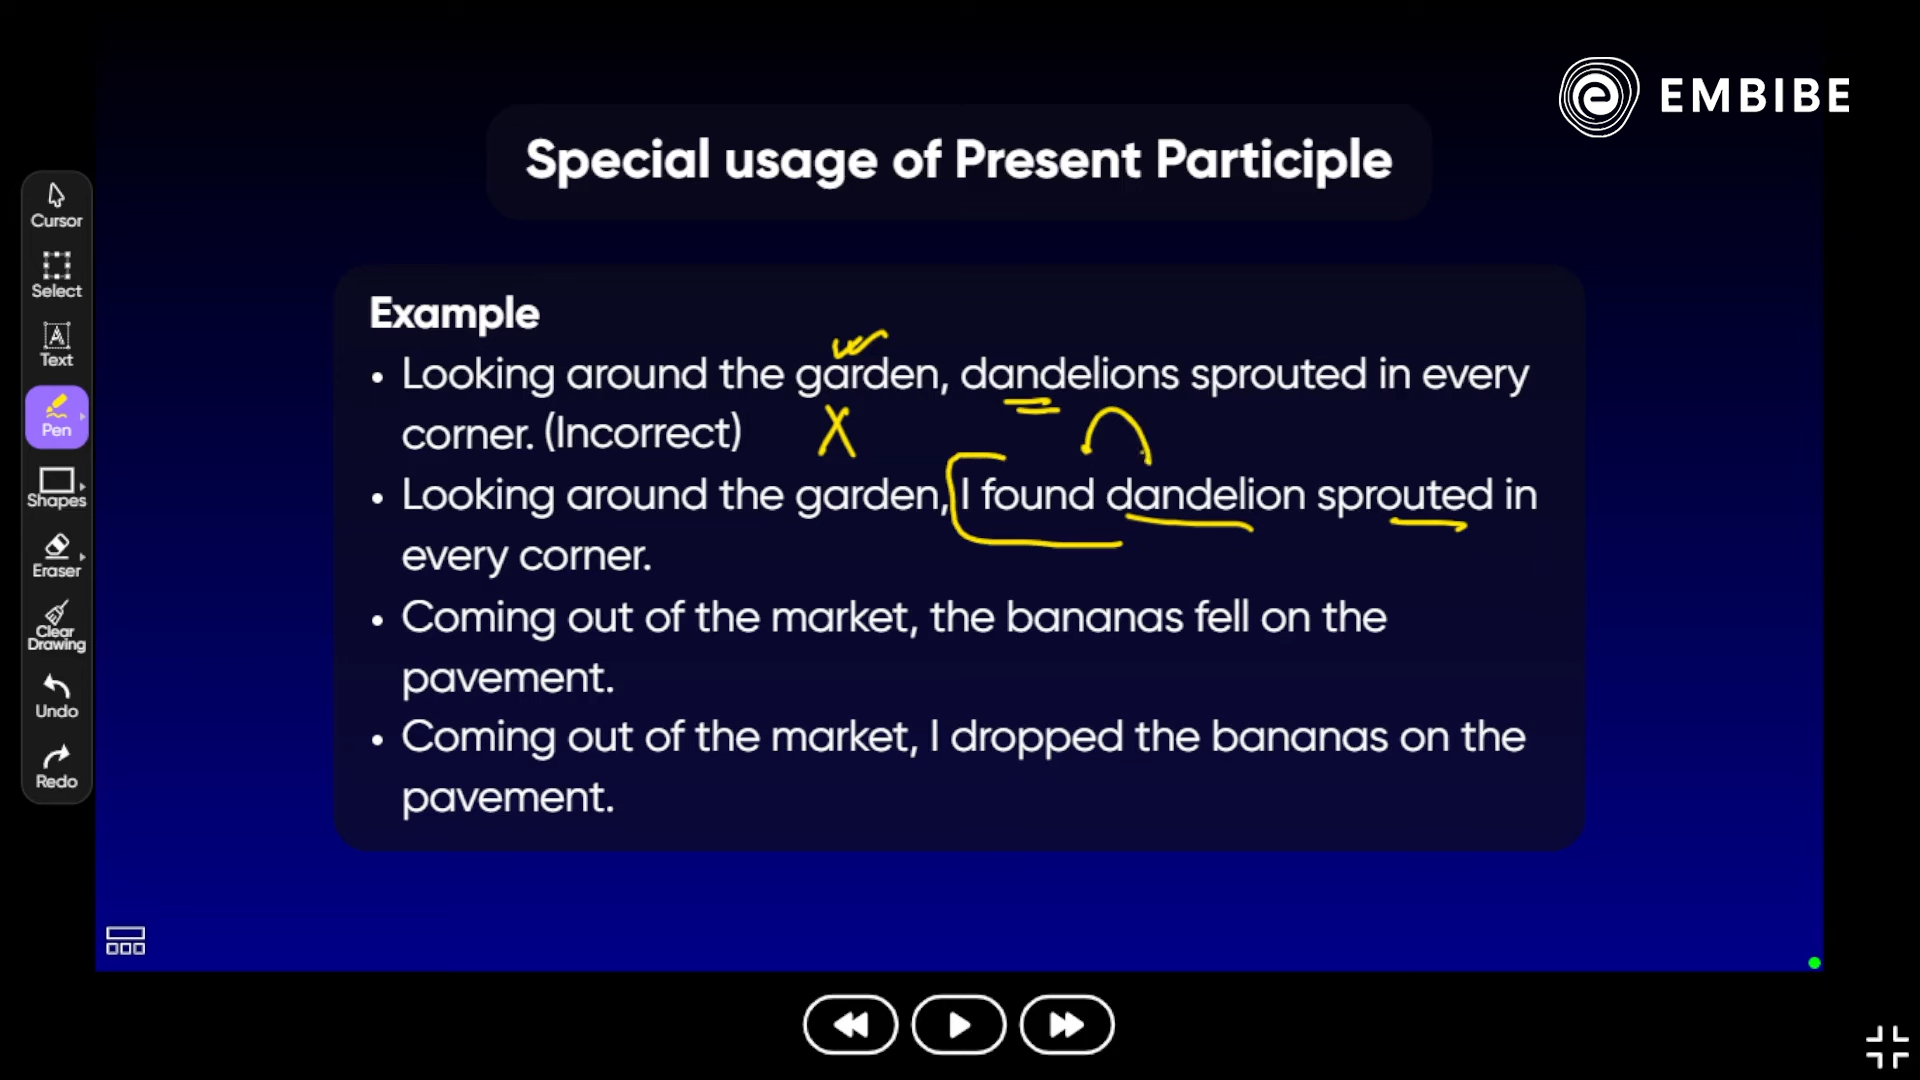 EMBIBE
Special usage of Present Participle
Cursor
Select
Text
Pen
Shapes
Eraser
Clear
Drawing
Undo
Redo
Example
• Looking around the garden, dandelions sprouted in every
corner. (Incorrect) X
• Looking around the garden, I found dandelion sprouted in
every corner.
• Coming out of the market, the bananas fell on the
pavement.
• Coming out of the market, I dropped the bananas on the
pavement.